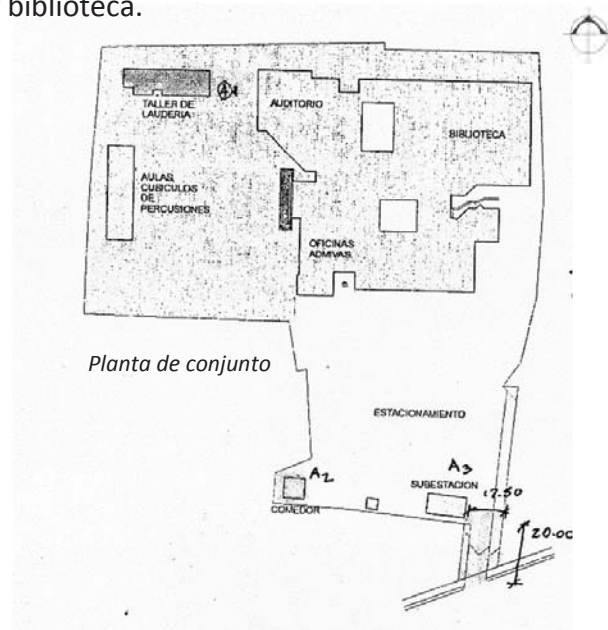 biblioteca.
TALLER DE
LAUDERIA
AUDITORIO
BIBLIOTECA
AULAS,
CUBICULOS
DE
PERCUSIONES
OFICINAS
ADMIVAS.
Planta de conjunto
ESTACIONAMIENTO
A2
A3
SUBESTACION
17.50
COMEDOR
20.00